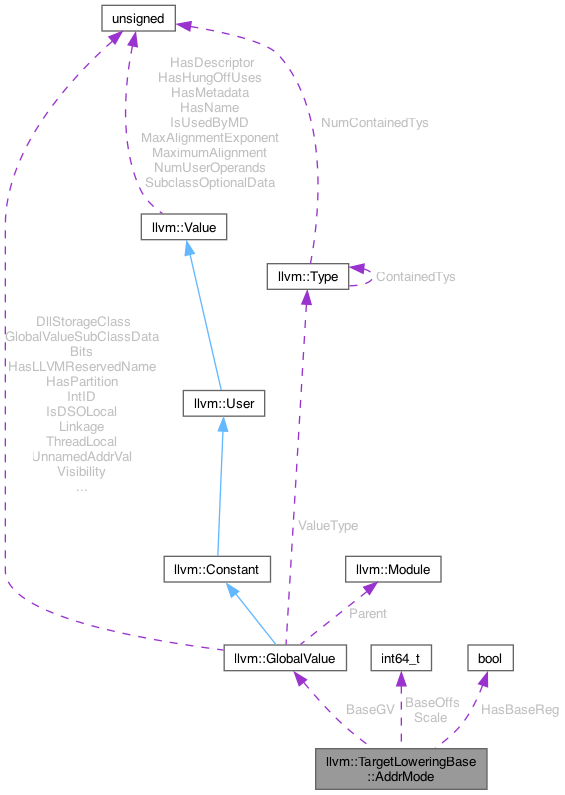 unsigned
HasDescriptor
HasHungOffUses
HasMetadata
HasName
IsUsedByMD
MaxAlignmentExponent
MaximumAlignment
NumUserOperands
SubclassOptionalData
NumContainedTys
llvm::Value
llvm::Type
ContainedTys
DllStorageClass
GlobalValueSubClassData
Bits
HasLLVMReservedName
HasPartition
IntID
IsDSOLocal
Linkage
ThreadLocal
UnnamedAddrVal
Visibility
...
llvm::User
ValueType
llvm::Constant
llvm::Module
Parent
llvm::GlobalValue
int64_t
bool
BaseGV
BaseOffs
Scale
HasBaseReg
llvm::TargetLoweringBase
::AddrMode